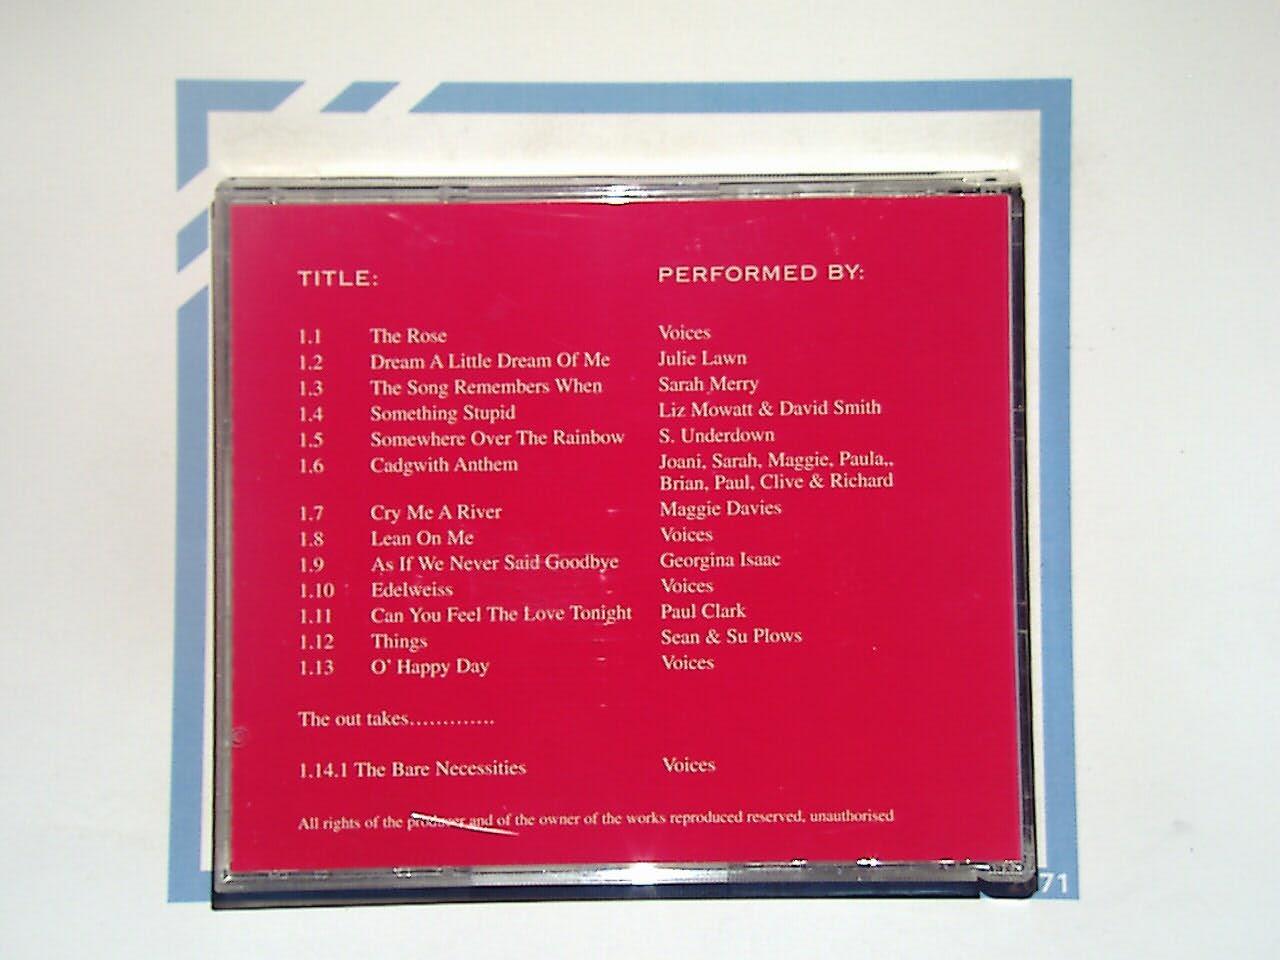 TITLE: PERFORMED BY:
1.1 The Rose Voices
1.2 Dream A Little Dream Of Me Julie Lawn
1.3 The Song Remembers When Sarah Merry
1.4 Something Stupid Liz Mowatt & David Smith
1.5 Somewhere Over The Rainbow S. Underdown
1.6 Cadgwith Anthem Joani, Sarah, Maggie, Paula,,
Brian, Paul, Clive & Richard
1.7 Cry Me A River Maggie Davies
1.8 Lean On Me Voices
1.9 As If We Never Said Goodbye Georgina Isaac
1.10 Edelweiss Voices
1.11 Can You Feel The Love Tonight Paul Clark
1.12 Things Sean & Su Plows
1.13 O' Happy Day Voices
The out takes.............
1.14.1 The Bare Necessities Voices
All rights of the producer and of the owner of the works reproduced reserved, unauthorised
71